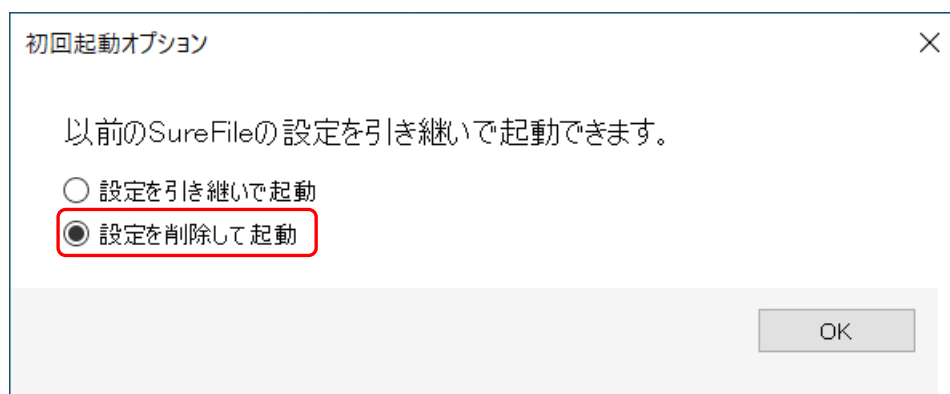 初回起動オプション
以前のSureFileの設定を引き継いで起動できます。
設定を引き継いで起動
設定を削除して起動
OK